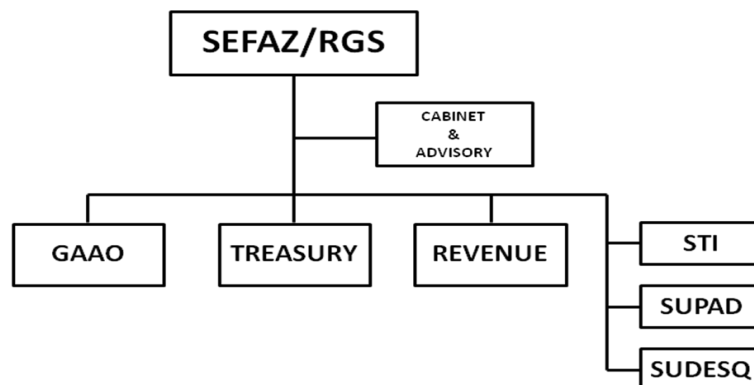 SEFAZ/RGS
CABINET
&
ADVISORY
GAAO
TREASURY
REVENUE
STI
SUPAD
SUDESQ